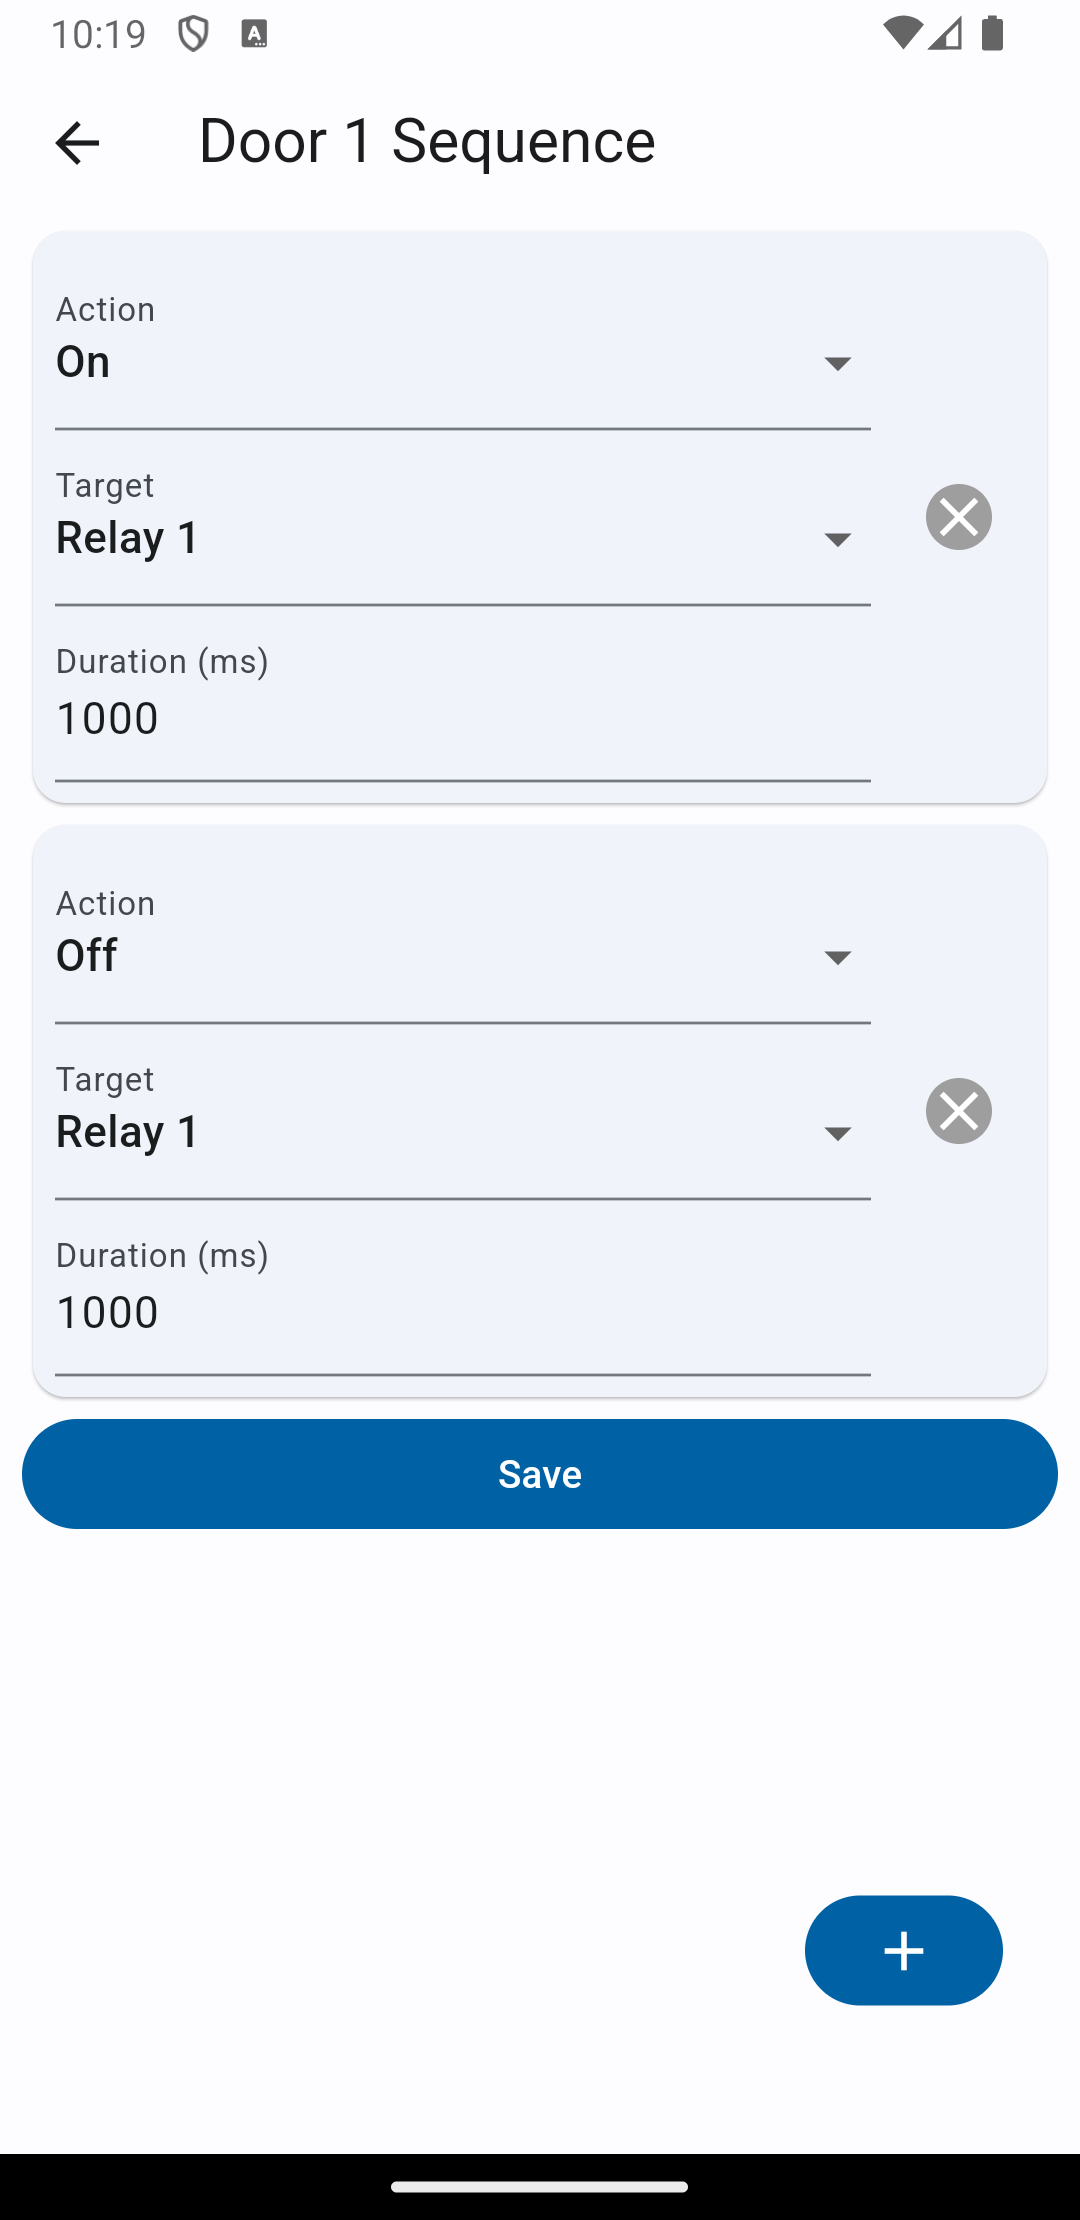 10:19
Door 1 Sequence
Action
On
Target
Relay 1
Duration (ms)
1000
Action
Off
Target
Relay 1
Duration (ms)
1000
Save